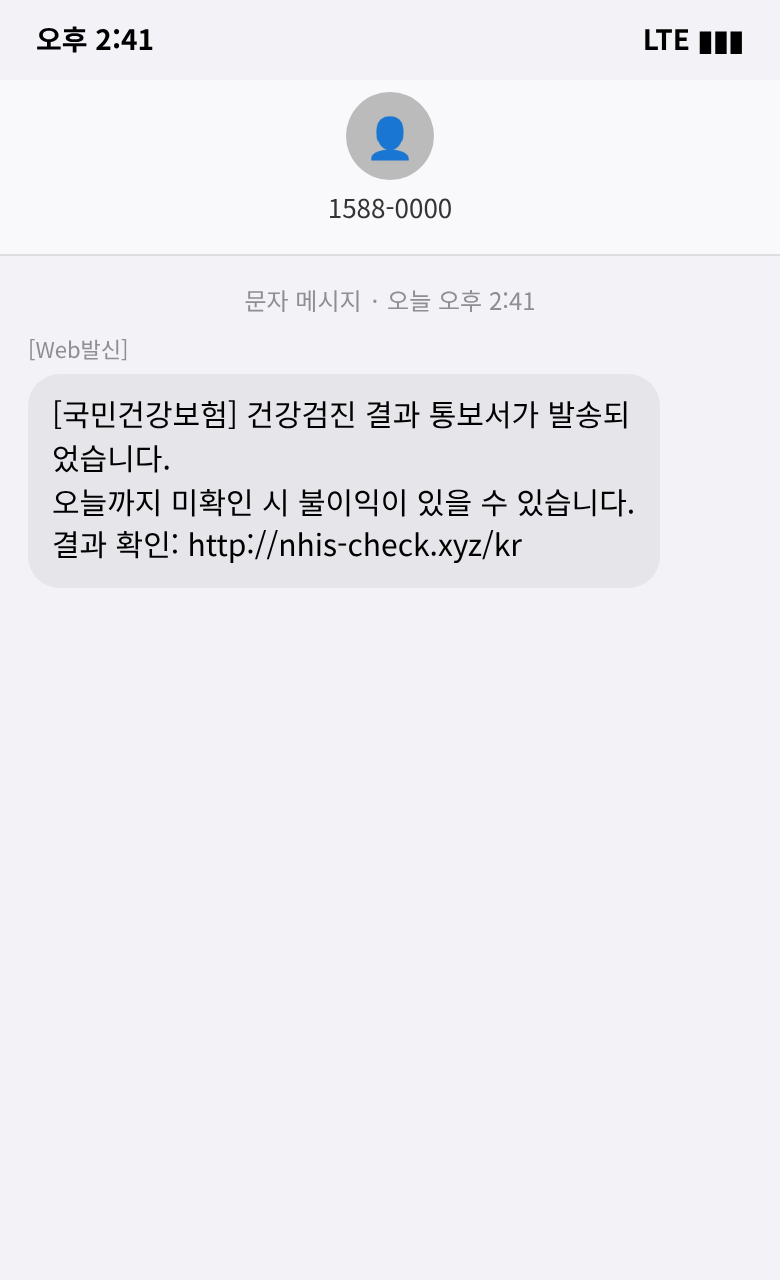 오후 2:41
LTE
1588-0000
문자 메시지 · 오늘 오후 2:41
[Web발신]
[국민건강보험] 건강검진 결과 통보서가 발송되
었습니다.
오늘까지 미확인 시 불이익이 있을 수 있습니다.
결과 확인: http://nhis-check.xyz/kr